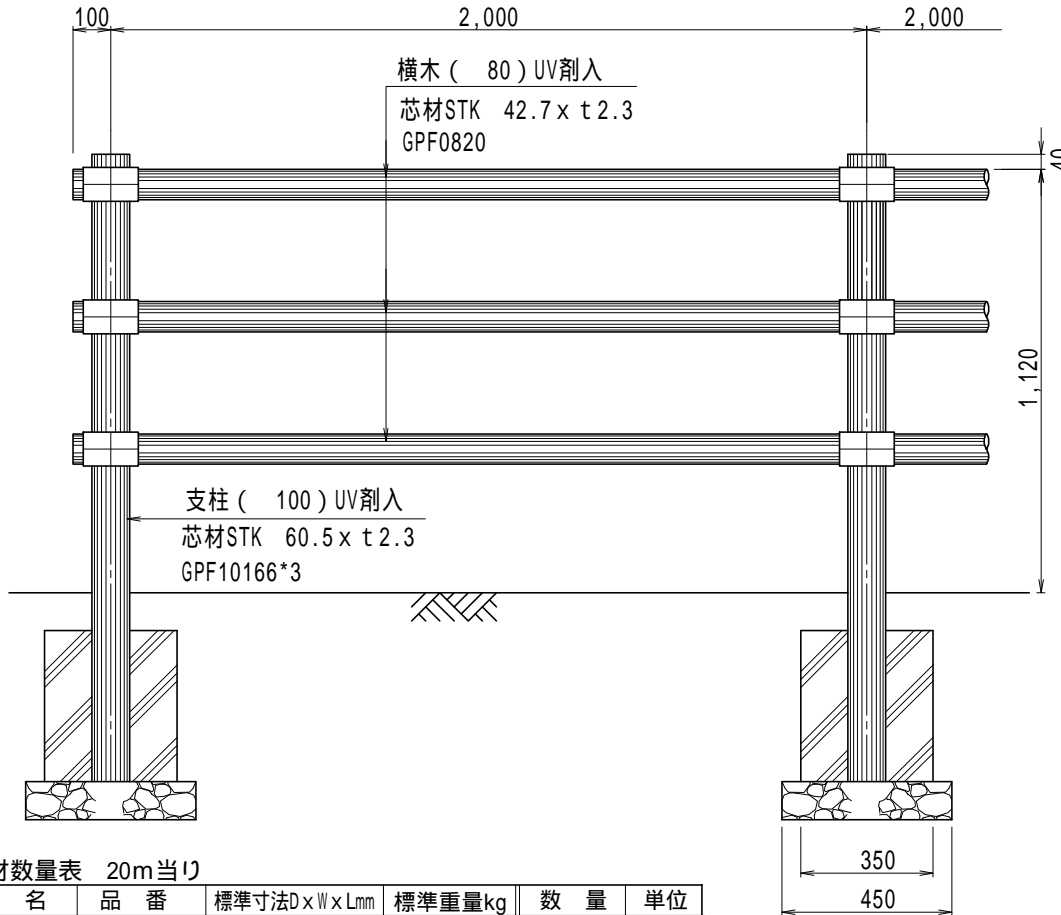 100
2,000
2,000
横木 (　80 ) UV剤入
芯材STK　42.7 x t 2.3
GPF0820
40
1,120
支柱 (　100 ) UV剤入
芯材STK　60.5 x t 2.3
GPF10166*3
350
450
材数量表　20m当り
名 品　番 標準寸法D x W x Lmm 標準重量kg 数　量 単位